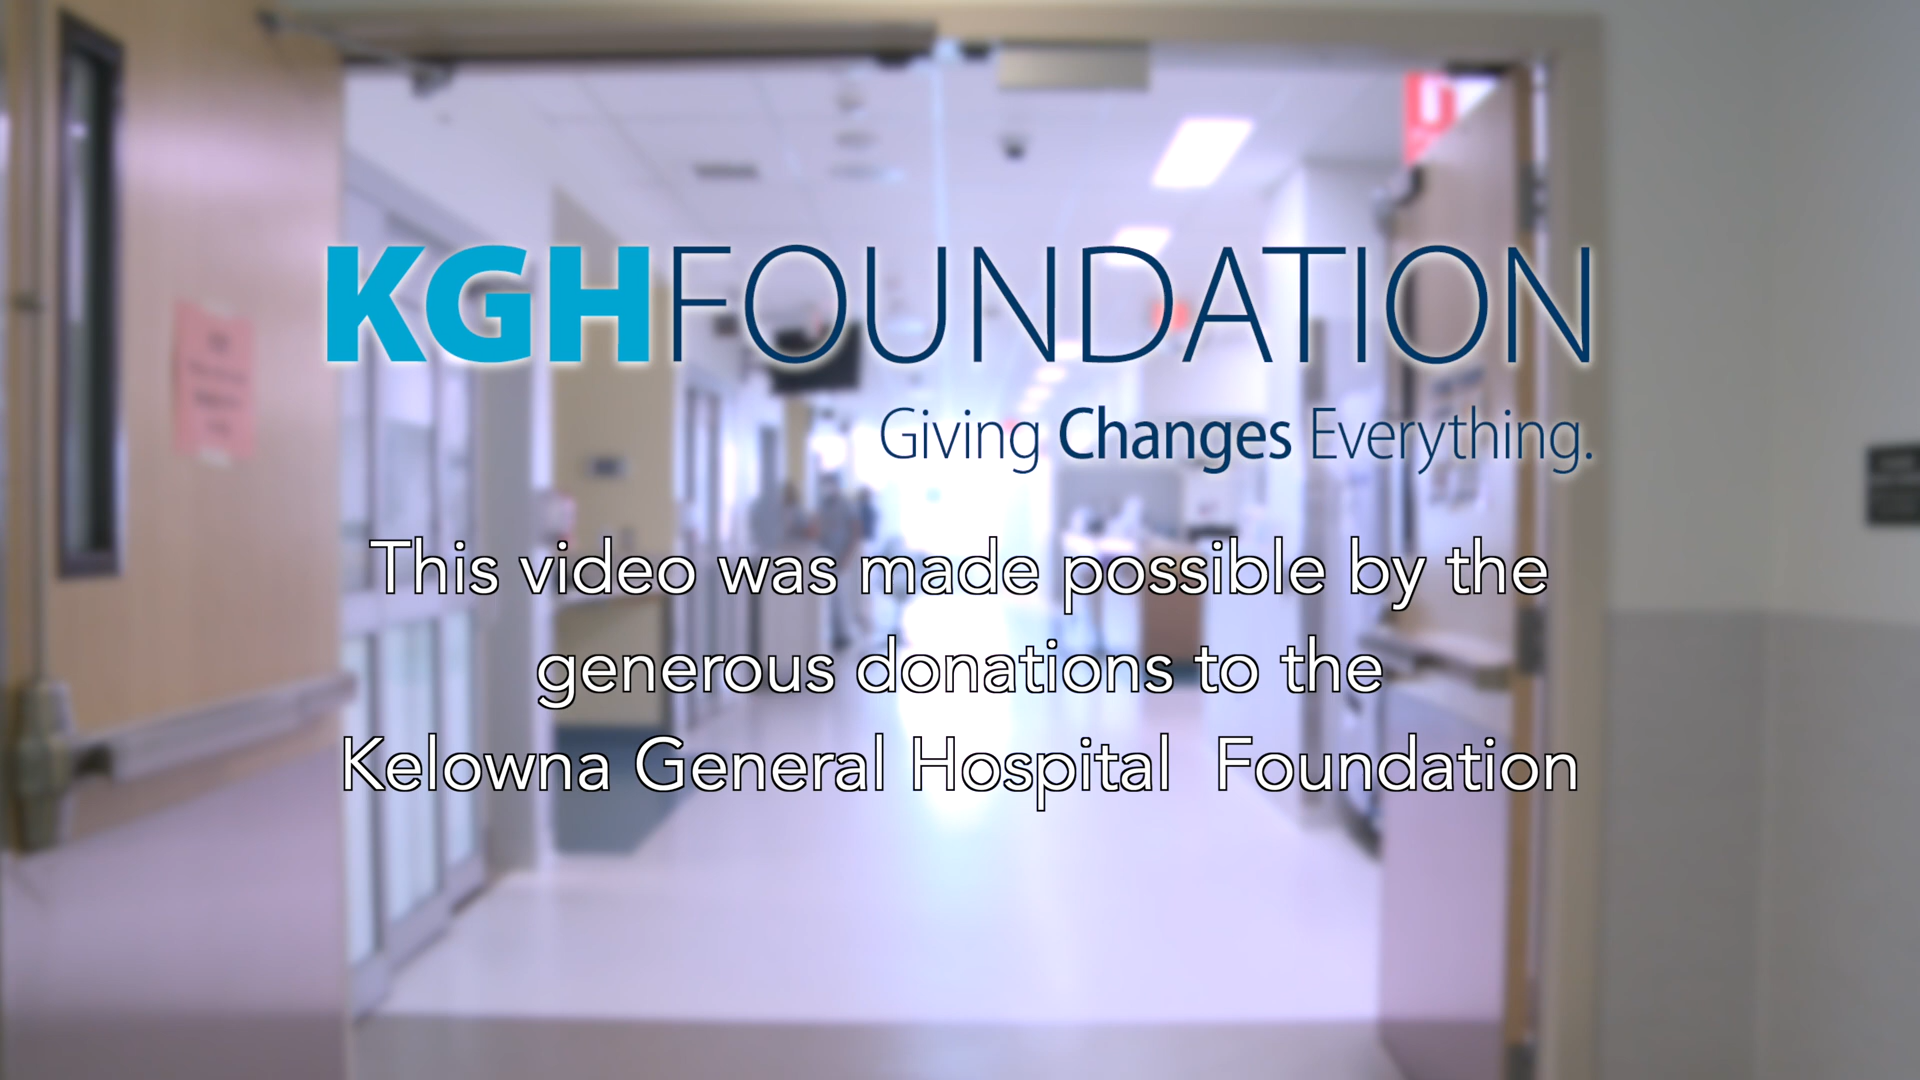 KGHFOUNDATION
Giving Changes Everything.
This video was made possible by the
generous donations to the
Kelowna General Hospital Foundation